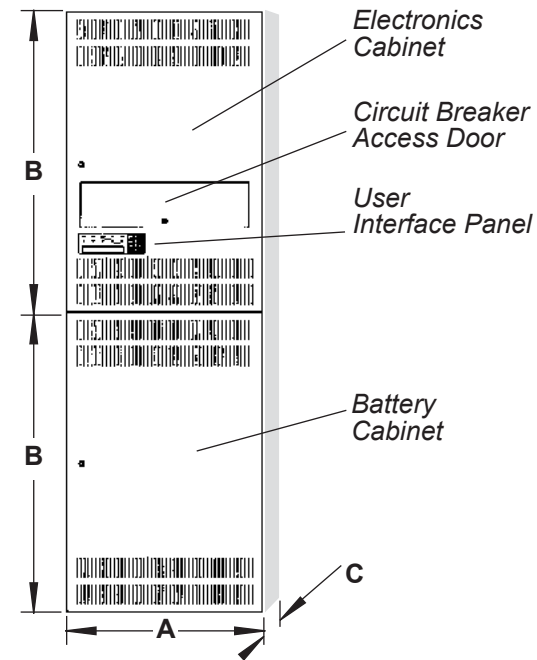 Electronics
Cabinet
Circuit Breaker
Access Door
B
User
Interface Panel
Battery
Cabinet
B
C
A